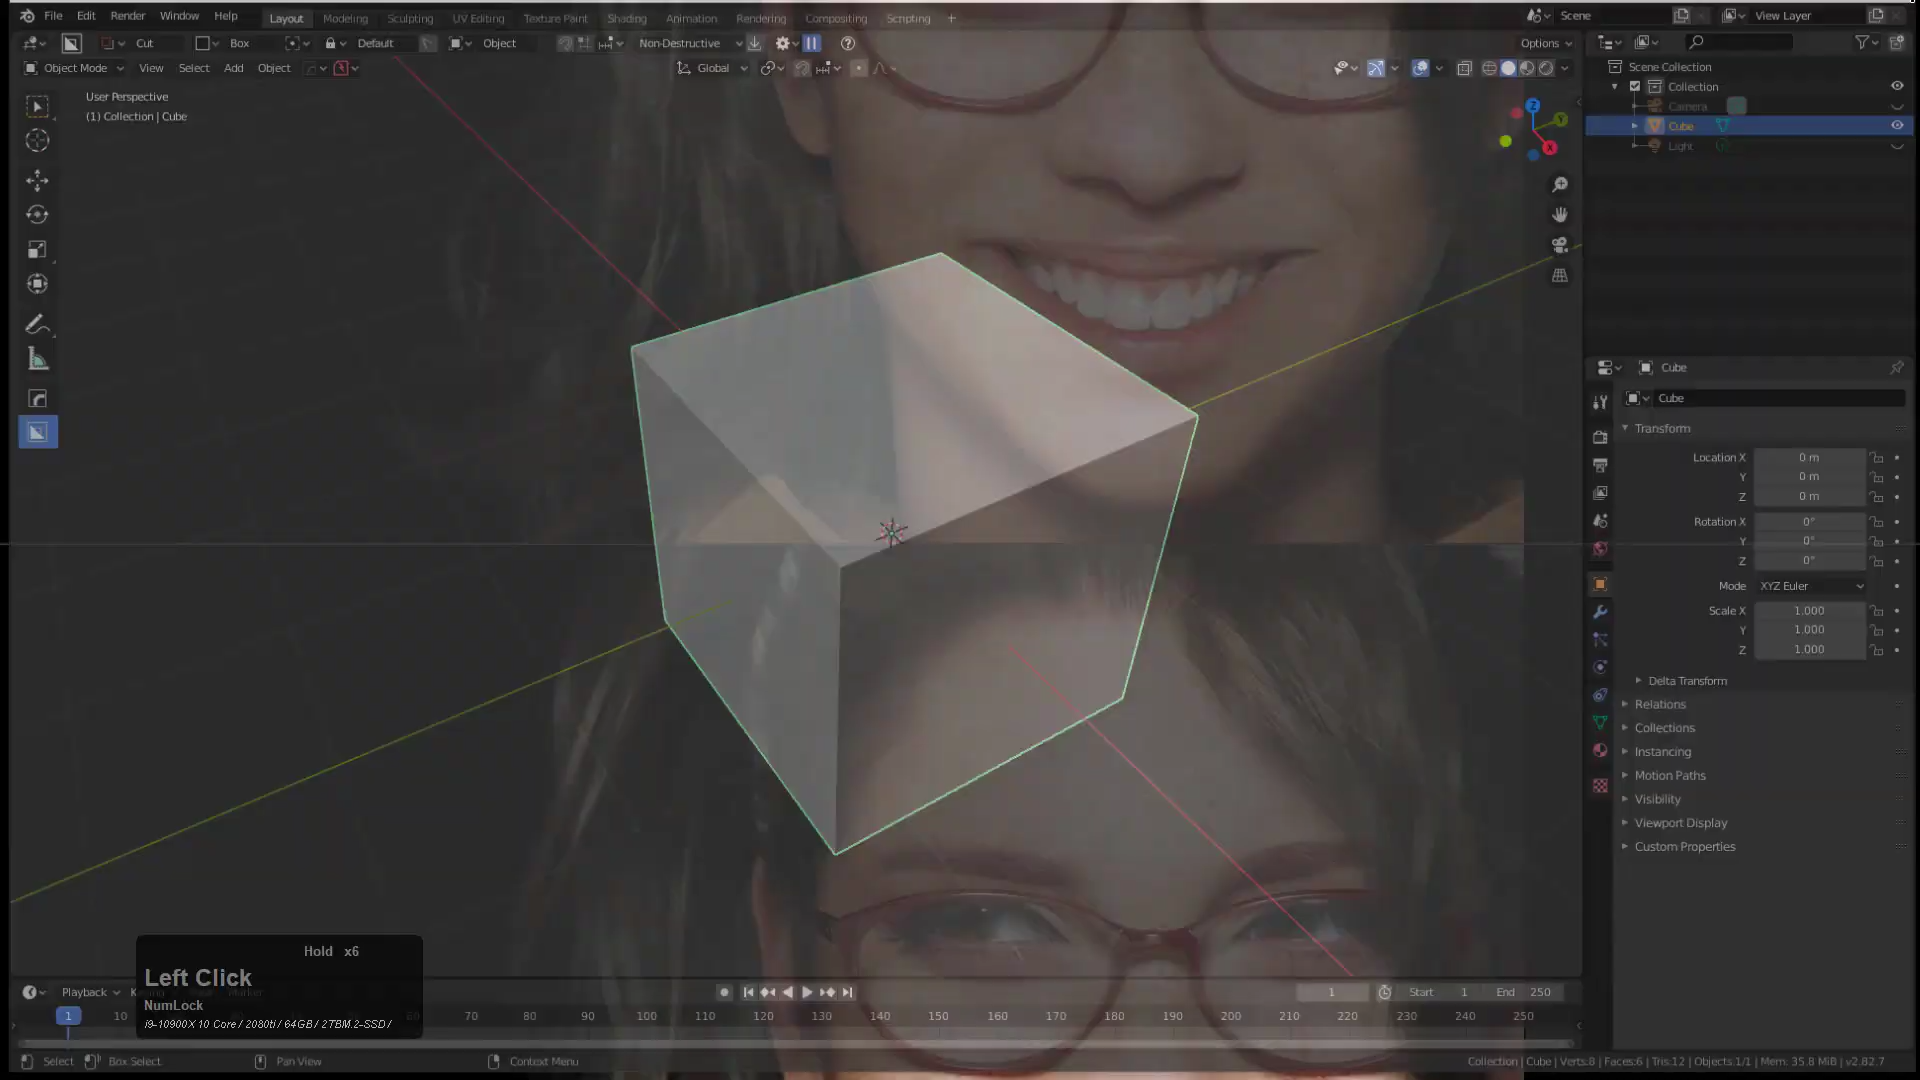 File Edit Render Window Help Layout Modeling Sculpting UV Editing Texture Paint Shading Animation Rendering Compositing Scripting + Scene View Layer
Cut Box Default Object Non-Destructive Options
Object Mode View Select Add Object Global
User Perspective
(1) Collection | Cube
Z
Y
X
Scene Collection
Collection
Camera
Cube
Light
Cube
Cube
Transform
Location X 0 m
Y 0 m
Z 0 m
Rotation X 0°
Y 0°
Z 0°
Mode XYZ Euler
Scale X 1.000
Y 1.000
Z 1.000
Delta Transform
Relations
Collections
Instancing
Motion Paths
Visibility
Viewport Display
Custom Properties
Hold x6
Left Click
NumLock
i9-10900X 10 Core / 2080ti / 64GB / 2TBM.2-SSD /
Playback Marker 1 Start 1 End 250
1 10 70 80 90 100 110 120 130 140 150 160 170 180 190 200 210 220 230 240 250
Select Box Select Pan View Context Menu Collection | Cube | Verts:8 | Faces:6 | Tris:12 | Objects:1/1 | Mem: 35.8 MiB | v2.82.7